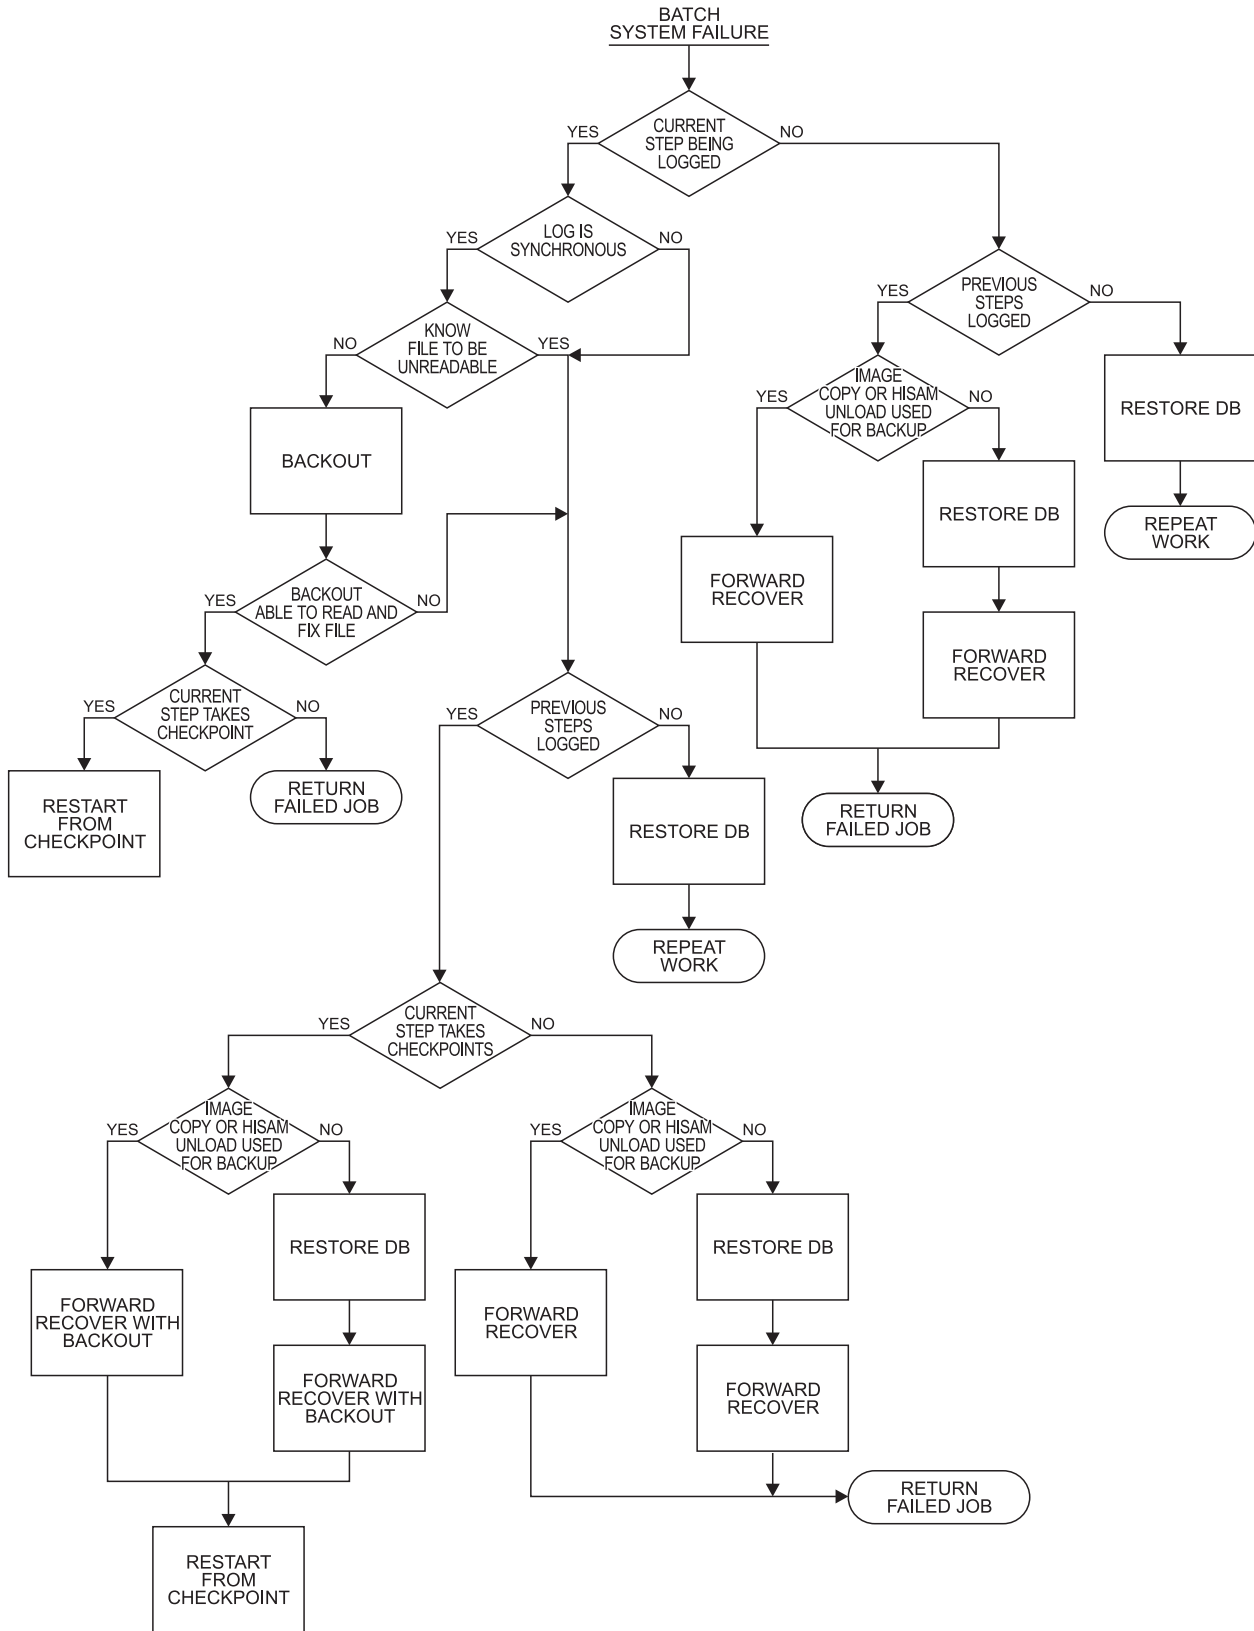 BATCH
SYSTEM FAILURE
CURRENT
STEP BEING
LOGGED
YES
NO
LOG IS
SYNCHRONOUS
YES
NO
PREVIOUS
STEPS
LOGGED
YES
NO
KNOW
FILE TO BE
UNREADABLE
NO
YES
IMAGE
COPY OR HISAM
UNLOAD USED
FOR BACKUP
YES
NO
RESTORE DB
BACKOUT
RESTORE DB
REPEAT
WORK
FORWARD
RECOVER
FORWARD
RECOVER
BACKOUT
ABLE TO READ AND
FIX FILE
YES
NO
CURRENT
STEP TAKES
CHECKPOINT
YES
NO
PREVIOUS
STEPS
LOGGED
YES
NO
RESTART
FROM
CHECKPOINT
RETURN
FAILED JOB
RESTORE DB
RETURN
FAILED JOB
REPEAT
WORK
CURRENT
STEP TAKES
CHECKPOINTS
YES
NO
IMAGE
COPY OR HISAM
UNLOAD USED
FOR BACKUP
YES
NO
IMAGE
COPY OR HISAM
UNLOAD USED
FOR BACKUP
YES
NO
RESTORE DB
RESTORE DB
FORWARD
RECOVER WITH
BACKOUT
FORWARD
RECOVER
FORWARD
RECOVER WITH
BACKOUT
FORWARD
RECOVER
RETURN
FAILED JOB
RESTART
FROM
CHECKPOINT